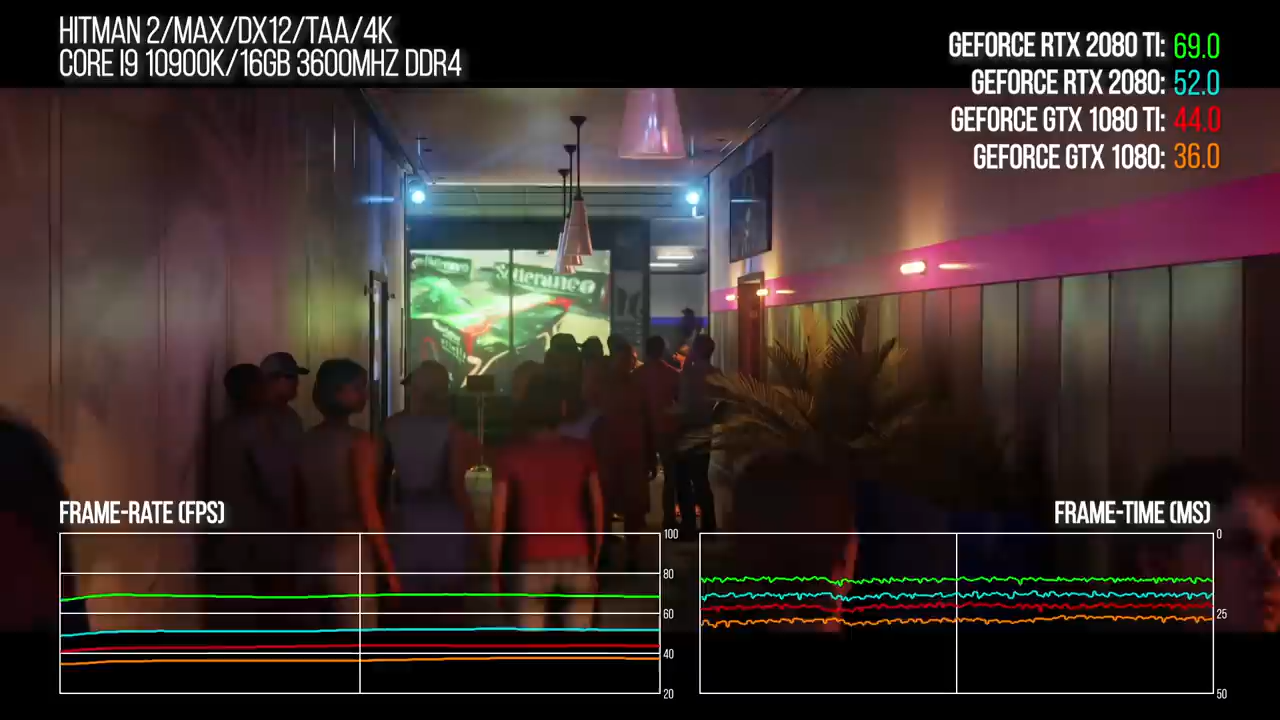 HITMAN 2/MAX/DX12/TAA/4K
CORE I9 10900K/16GB 3600MHZ DDR4
GEFORCE RTX 2080 TI: 69.0
GEFORCE RTX 2080: 52.0
GEFORCE GTX 1080 TI: 44.0
GEFORCE GTX 1080: 36.0
Sotteraneo
FRAME-RATE (FPS)
100
80
60
40
20
FRAME-TIME (MS)
0
25
50